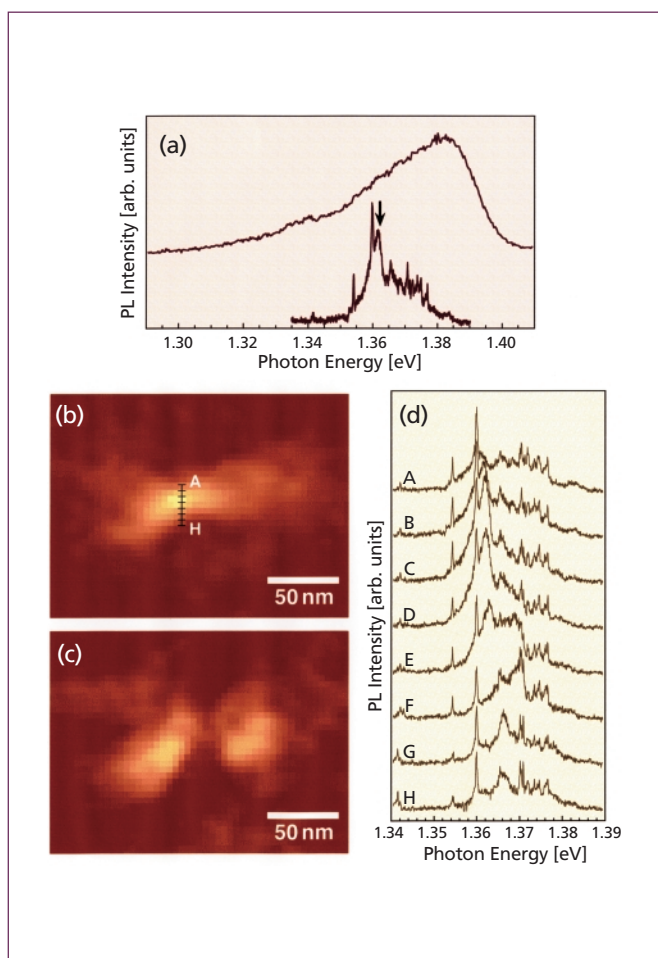 (a)
PL Intensity [arb. units]
1.30 1.32 1.34 1.36 1.38 1.40
Photon Energy [eV]
(b)
A
H
50 nm
(c)
50 nm
(d)
A
B
C
D
E
F
G
H
PL Intensity [arb. units]
1.34 1.35 1.36 1.37 1.38 1.39
Photon Energy [eV]